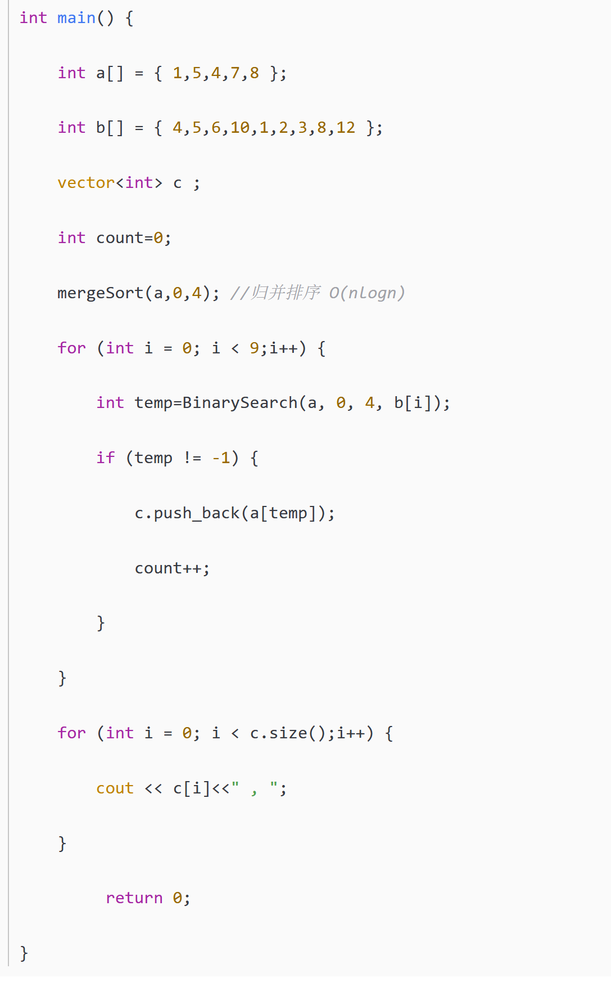 int main() {
int a[] = { 1,5,4,7,8 };
int b[] = { 4,5,6,10,1,2,3,8,12 };
vector<int> c ;
int count=0;
mergeSort(a,0,4); //归并排序 O(nlogn)
for (int i = 0; i < 9;i++) {
int temp=BinarySearch(a, 0, 4, b[i]);
if (temp != -1) {
c.push_back(a[temp]);
count++;
}
}
for (int i = 0; i < c.size();i++) {
cout << c[i]<<" , ";
}
return 0;
}